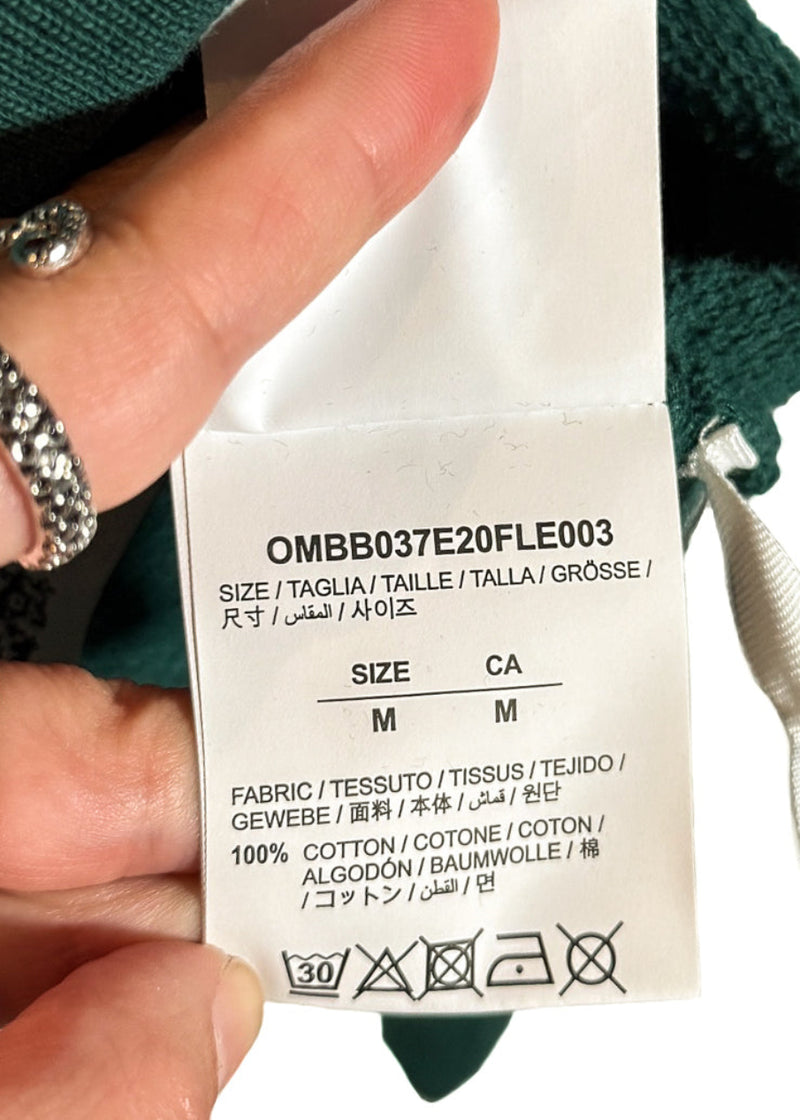 OMBB037E20FLE003
SIZE / TAGLIA / TAILLE / TALLA / GRÖSSE /
尺寸 / المقاس / 사이즈
SIZE CA
M M
FABRIC / TESSUTO / TISSUS / TEJIDO /
GEWEBE / 面料 / 本体 / قماش / 원단
100% COTTON / COTONE / COTON /
ALGODÓN / BAUMWOLLE / 棉
/ コットン / القطن / 면
30